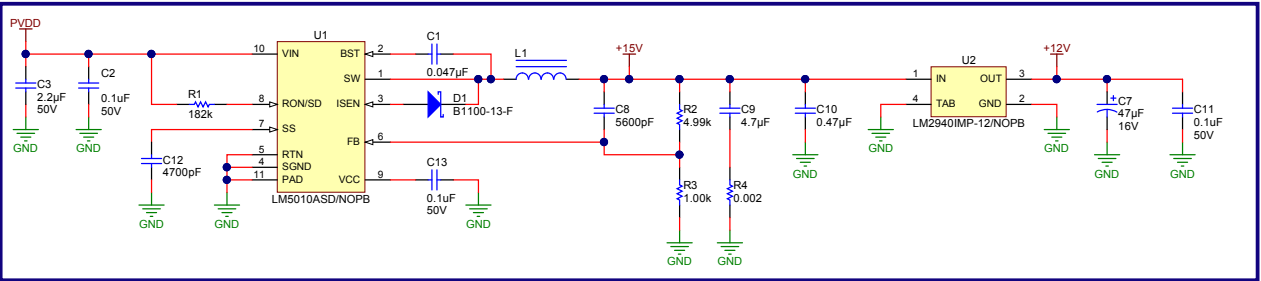 PVDD
C3
2.2µF
50V
GND
C2
0.1uF
50V
GND
R1
182k
C12
4700pF
GND
GND
U1
10 VIN BST 2
SW 1
8 RON/SD ISEN 3
7 SS
FB 6
5 RTN
4 SGND
11 PAD VCC 9
LM5010ASD/NOPB
C1
0.047µF
D1
B1100-13-F
C13
0.1uF
50V
GND
L1
+15V
C8
5600pF
R2
4.99k
R3
1.00k
GND
C9
4.7µF
R4
0.002
GND
C10
0.47µF
GND
U2
1 IN OUT 3
4 TAB GND 2
LM2940IMP-12/NOPB
GND
GND
+12V
+
C7
47µF
16V
GND
C11
0.1uF
50V
GND